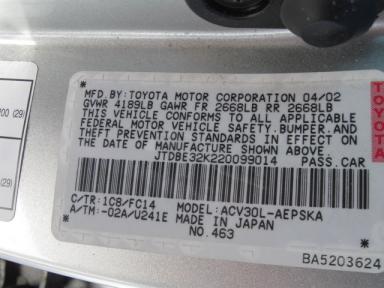 MFD.BY:TOYOTA MOTOR CORPORATION 04/02
GVWR 4189LB GAWR FR 2668LB RR 2668LB
THIS VEHICLE CONFORMS TO ALL APPLICABLE
FEDERAL MOTOR VEHICLE SAFETY,BUMPER,AND
THEFT PREVENTION STANDARDS IN EFFECT ON
THE DATE OF MANUFACTURE SHOWN ABOVE.
JTDBE32K220099014 PASS.CAR
C/TR:1C8/FC14 MODEL:ACV30L-AEPSKA
A/TM:-02A/U241E MADE IN JAPAN
NO.463
BA5203624
TOYOTA
200 (29)
(29)